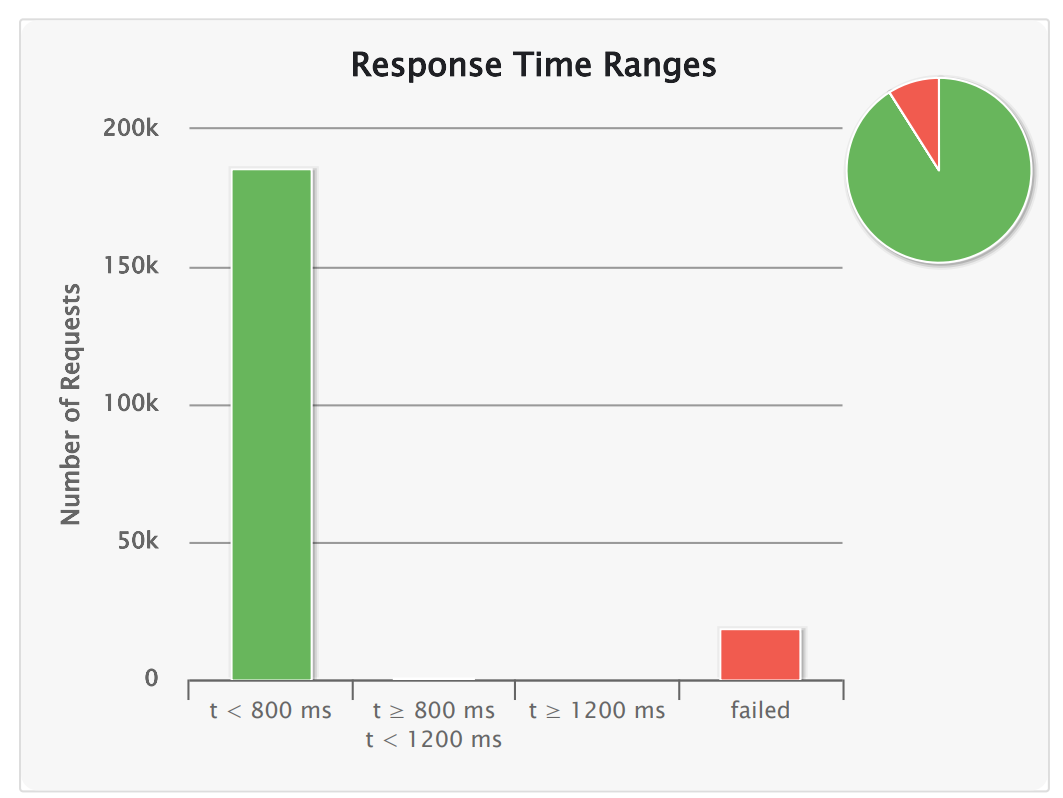 Response Time Ranges
200k
150k
100k
50k
0
Number of Requests
t < 800 ms
t ≥ 800 ms
t < 1200 ms
t ≥ 1200 ms
failed